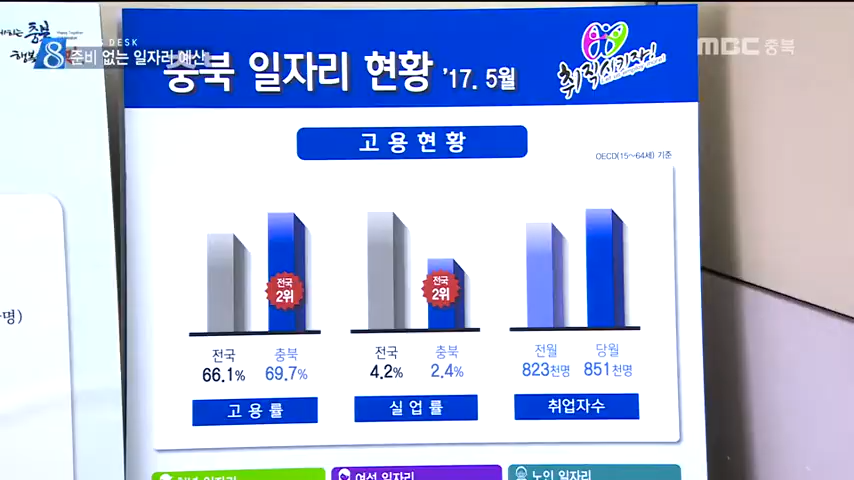 충북
DESK
8 준비 없는 일자리 예산
MBC 충북
충북 일자리 현황 '17. 5월
취직시키자!
고용현황
OECD(15~64세) 기준
전국 2위
전국 2위
전국 충북 전국 충북 전월 당월
66.1% 69.7% 4.2% 2.4% 823천명 851천명
고용률 실업률 취업자수
명)
여성 일자리 노인 일자리